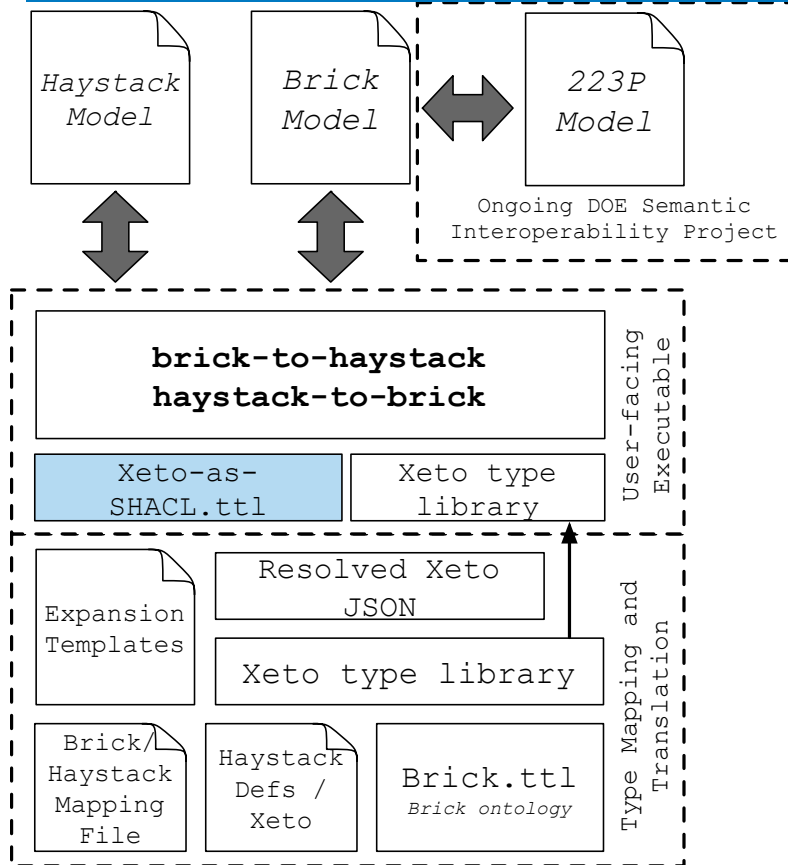 Haystack
Model
Brick
Model
223P
Model
Ongoing DOE Semantic
Interoperability Project
brick-to-haystack
haystack-to-brick
Xeto-as-
SHACL.ttl
Xeto type
library
User-facing
Executable
Expansion
Templates
Resolved Xeto
JSON
Xeto type library
Brick/
Haystack
Mapping
File
Haystack
Defs /
Xeto
Brick.ttl
Brick ontology
Type Mapping and
Translation